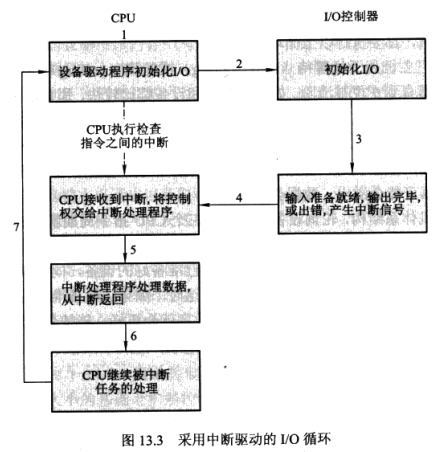 CPU
I/O控制器
1
设备驱动程序初始化I/O
2
初始化I/O
CPU执行检查
指令之间的中断
3
CPU接收到中断,将控制
权交给中断处理程序
4
输入准备就绪,输出完毕,
或出错,产生中断信号
7
5
中断处理程序处理数据,
从中断返回
6
CPU继续被中断
任务的处理
图 13.3 采用中断驱动的 I/O 循环